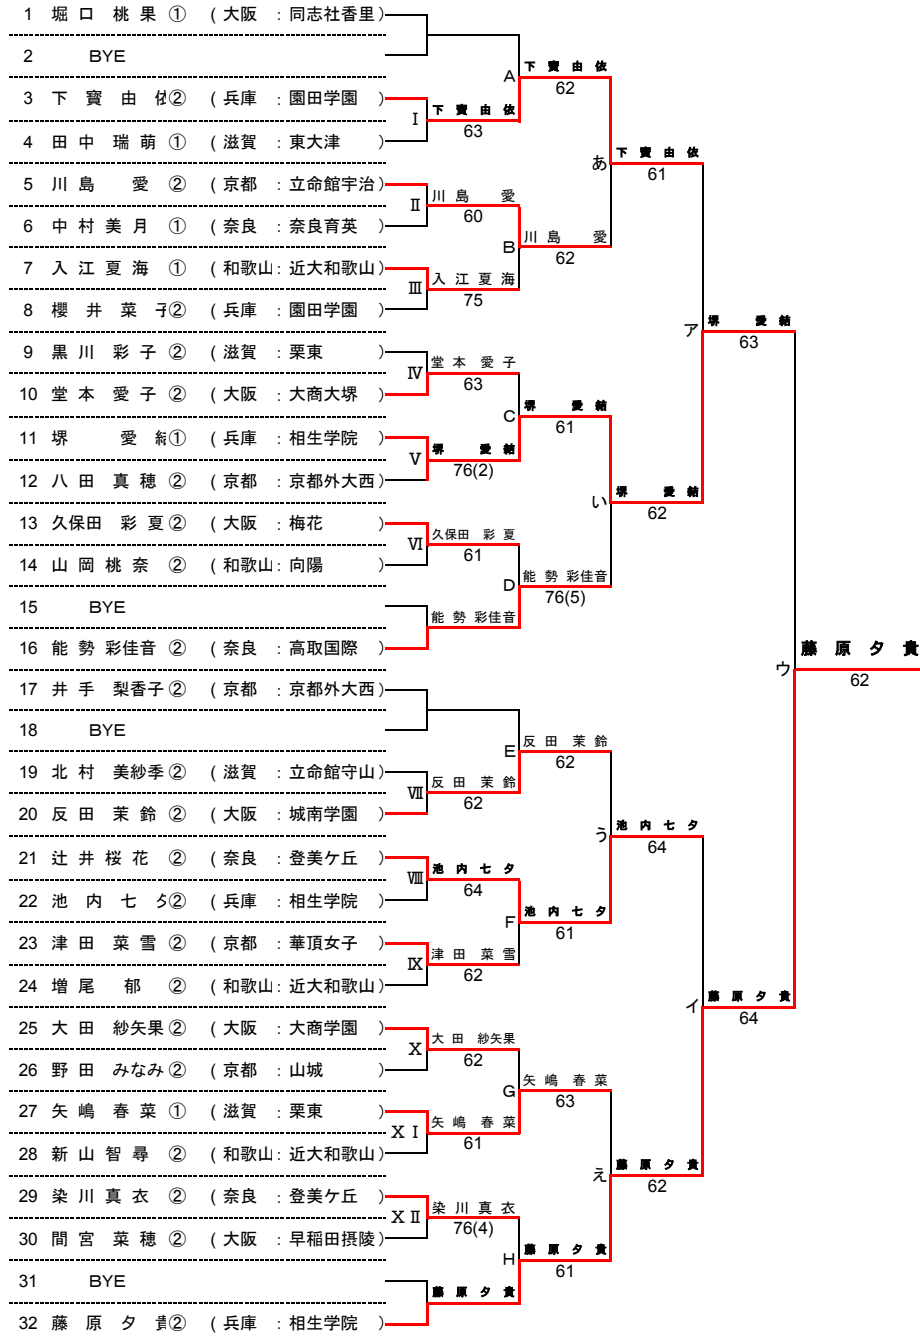 1 堀口 桃果 ① (大阪 : 同志社香里)
2 BYE
3 下寶由依② (兵庫 : 園田学園 )
4 田中瑞萌 ① (滋賀 : 東大津 )
5 川島 愛 ② (京都 : 立命館宇治)
6 中村美月 ① (奈良 : 奈良育英 )
7 入江夏海 ① (和歌山: 近大和歌山)
8 櫻井菜子② (兵庫 : 園田学園 )
9 黒川 彩子 ② (滋賀 : 栗東 )
10 堂本 愛子 ② (大阪 : 大商大堺 )
11 堺 愛結① (兵庫 : 相生学院 )
12 八田 真穂 ② (京都 : 京都外大西)
13 久保田 彩夏② (大阪 : 梅花 )
14 山岡桃奈 ② (和歌山: 向陽 )
15 BYE
16 能勢 彩佳音 ② (奈良 : 高取国際 )
17 井手 梨香子② (京都 : 京都外大西)
18 BYE
19 北村 美紗季② (滋賀 : 立命館守山)
20 反田 茉鈴 ② (大阪 : 城南学園 )
21 辻井桜花 ② (奈良 : 登美ケ丘 )
22 池内七夕② (兵庫 : 相生学院 )
23 津田菜雪 ② (京都 : 華頂女子 )
24 増尾 郁 ② (和歌山: 近大和歌山)
25 大田 紗矢果② (大阪 : 大商学園 )
26 野田 みなみ② (京都 : 山城 )
27 矢嶋春菜 ① (滋賀 : 栗東 )
28 新山智尋 ② (和歌山: 近大和歌山)
29 染川真衣 ② (奈良 : 登美ケ丘 )
30 間宮菜穂 ② (大阪 : 早稲田摂陵)
31 BYE
32 藤原夕貴② (兵庫 : 相生学院 )
Ⅰ 下寶由依
63
Ⅱ 川島 愛
60
Ⅲ 入江夏海
75
Ⅳ 堂本 愛子
63
Ⅴ 堺 愛結
76(2)
Ⅵ 久保田 彩夏
61
能勢 彩佳音
Ⅶ 反田 茉鈴
62
Ⅷ 池内七夕
64
Ⅸ 津田菜雪
62
Ⅹ 大田 紗矢果
62
ⅩⅠ 矢嶋春菜
61
ⅩⅡ 染川真衣
76(4)
藤原夕貴
A 下寶由依
62
B 川島 愛
62
C 堺 愛結
61
D 能勢 彩佳音
76(5)
E 反田 茉鈴
62
F 池内七夕
61
G 矢嶋春菜
63
H 藤原夕貴
61
あ 下寶由依
61
い 堺 愛結
62
う 池内七夕
64
え 藤原夕貴
62
ア 堺 愛結
63
イ 藤原夕貴
64
ウ 藤原夕貴
62